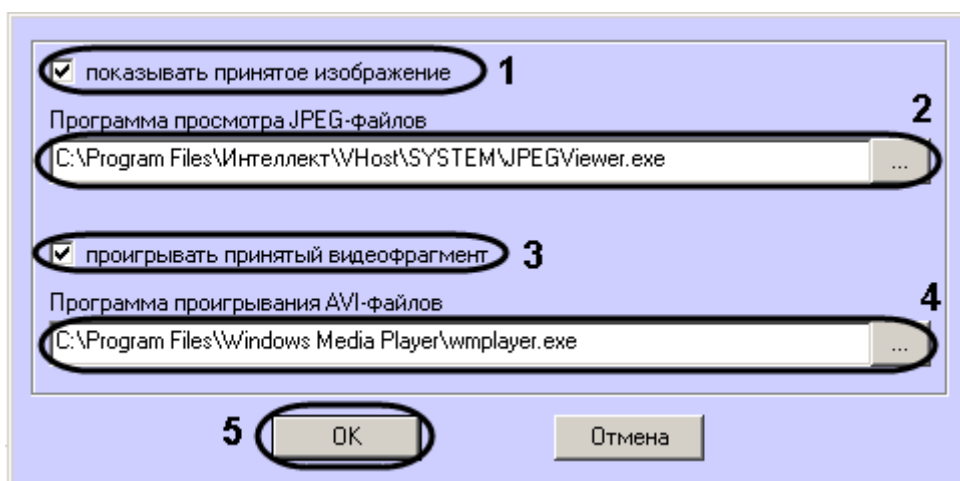 показывать принятое изображение 1
Программа просмотра JPEG-файлов 2
C:\Program Files\Интеллект\VHost\SYSTEM\JPEGViewer.exe ...
проигрывать принятый видеофрагмент 3
Программа проигрывания AVI-файлов 4
C:\Program Files\Windows Media Player\wmplayer.exe ...
5 OK Отмена